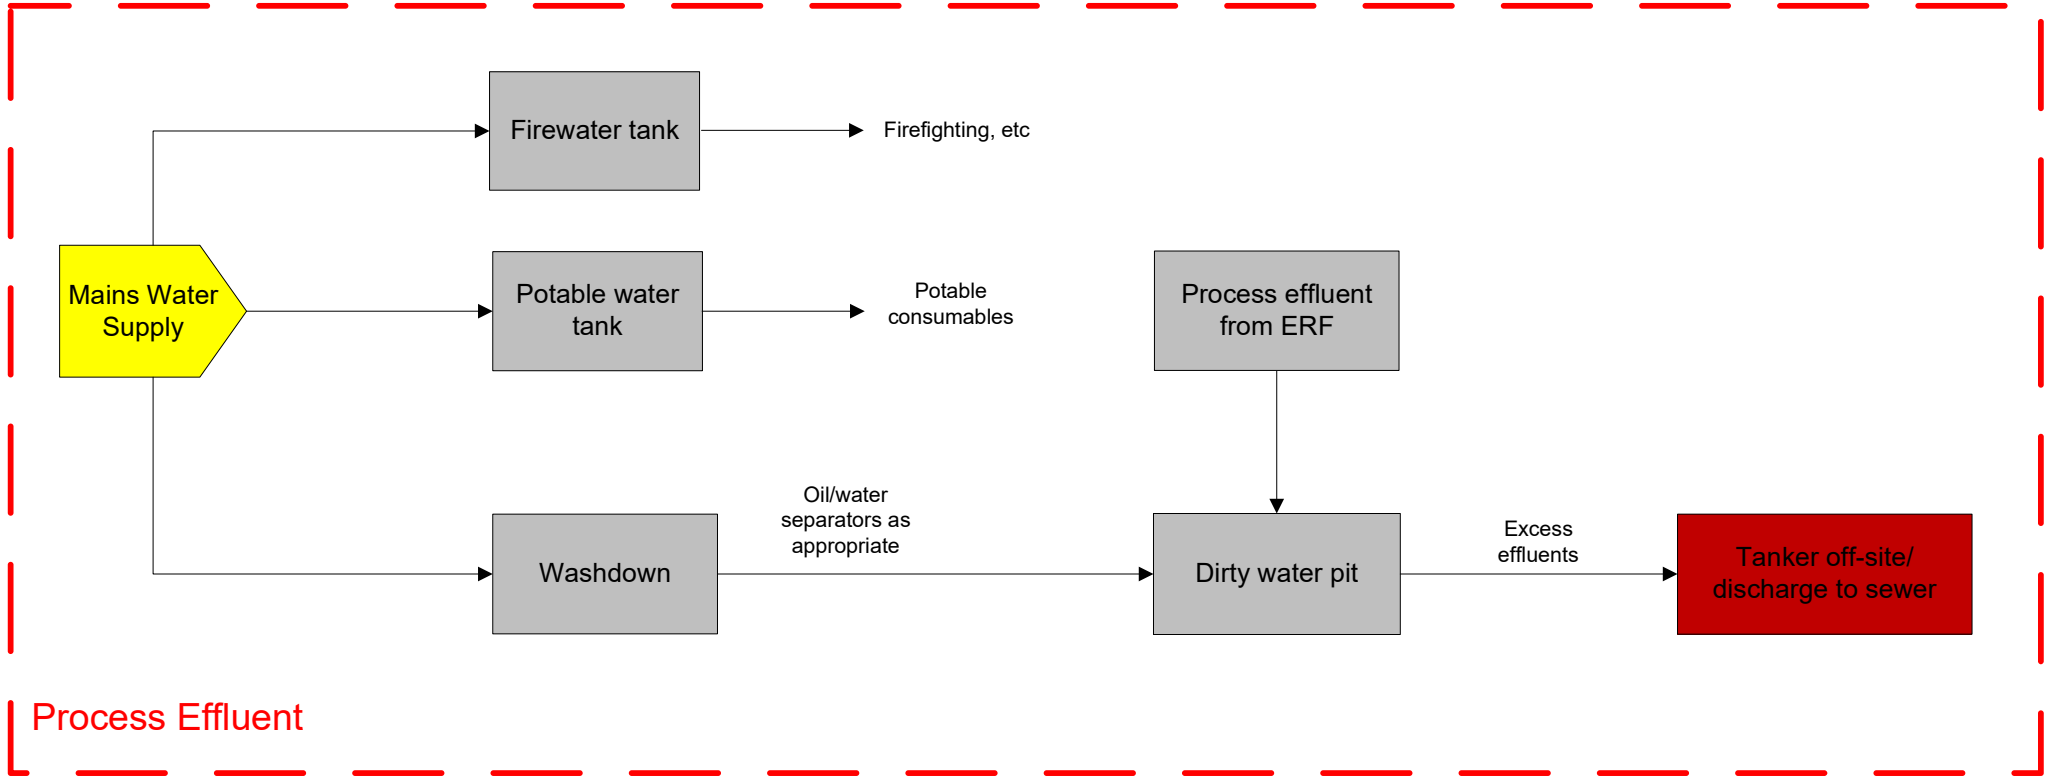 Firewater tank
Firefighting, etc
Mains Water
Supply
Potable water
tank
Potable
consumables
Process effluent
from ERF
Washdown
Oil/water
separators as
appropriate
Dirty water pit
Excess
effluents
Tanker off-site/
discharge to sewer
Process Effluent